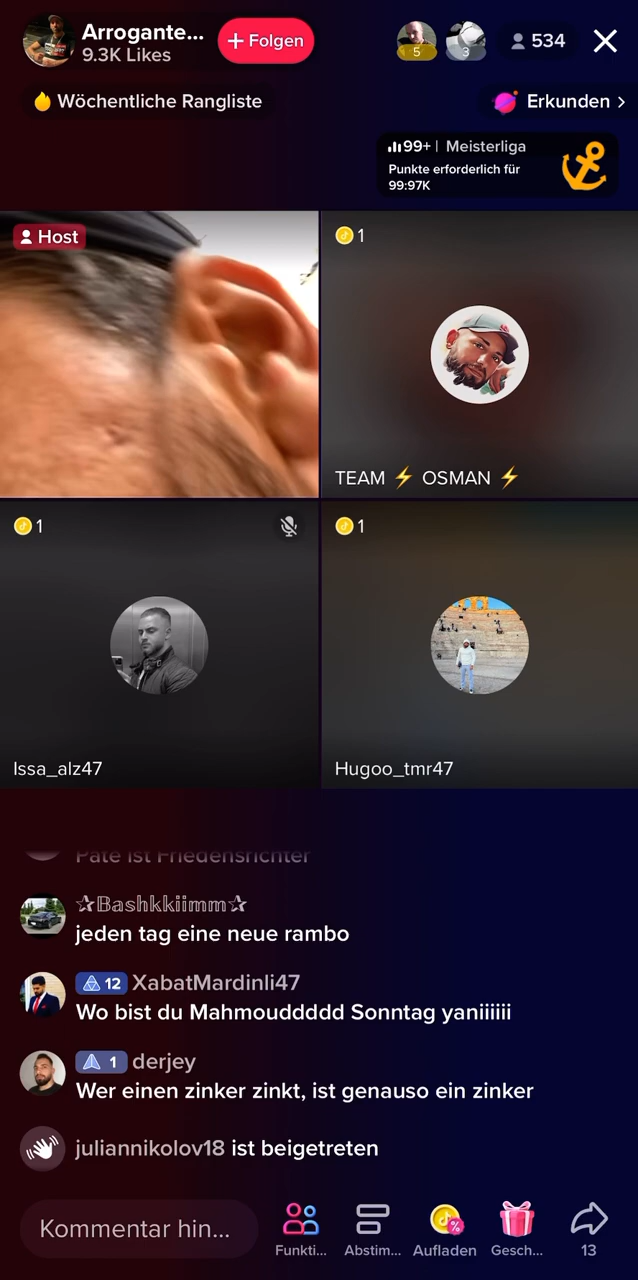 Arrogante...
9.3K Likes
+ Folgen
5
3
534
Wöchentliche Rangliste
Erkunden >
99+ | Meisterliga
Punkte erforderlich für
99:97K
Host
1
TEAM ⚡ OSMAN ⚡
1
Issa_alz47
1
Hugoo_tmr47
Pate ist Friedensrichter
✰𝔹𝕒𝕤𝕙𝕜𝕜𝕚𝕚𝕞𝕞✰
jeden tag eine neue rambo
12 XabatMardinli47
Wo bist du Mahmouddddd Sonntag yaniiiiii
1 derjey
Wer einen zinker zinkt, ist genauso ein zinker
juliannikolov18 ist beigetreten
Kommentar hin...
Funkti...
Abstim...
Aufladen
Gesch...
13